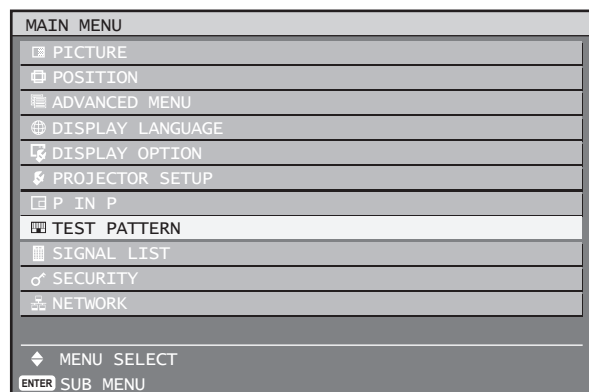 MAIN MENU
PICTURE
POSITION
ADVANCED MENU
DISPLAY LANGUAGE
DISPLAY OPTION
PROJECTOR SETUP
P IN P
TEST PATTERN
SIGNAL LIST
SECURITY
NETWORK
MENU SELECT
ENTER SUB MENU